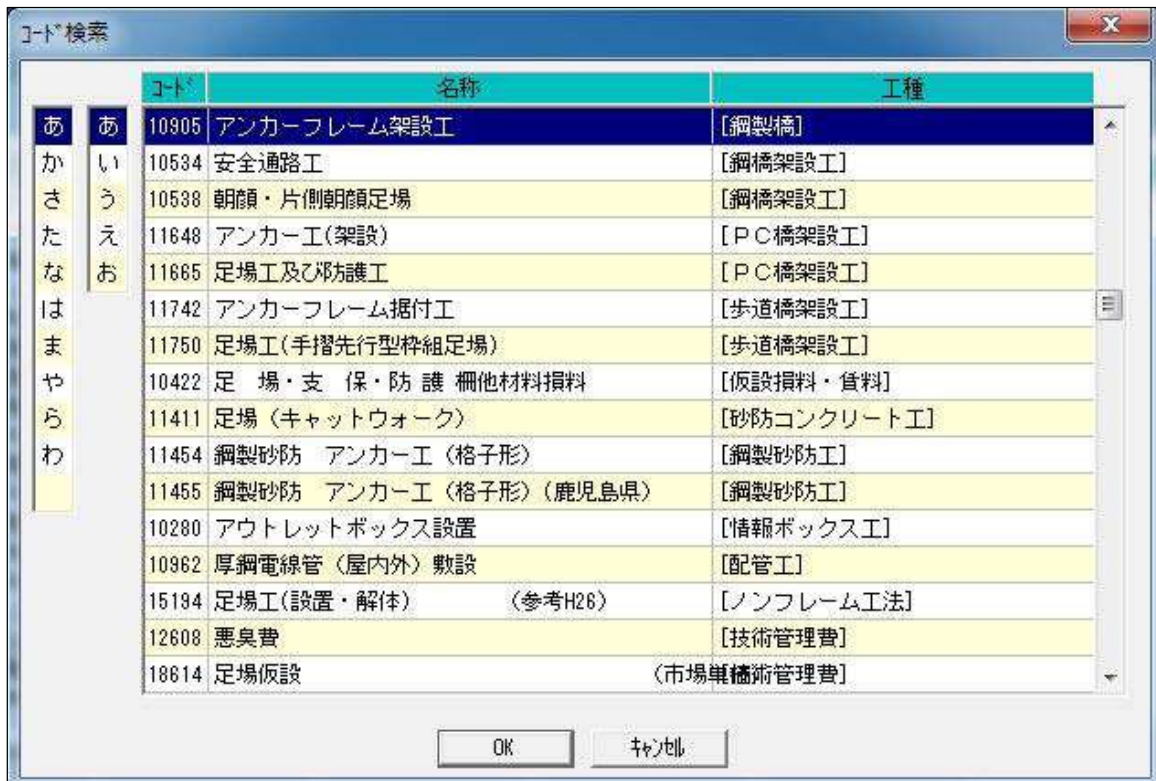 コード検索
コード 名称 工種
あ あ 10905 アンカーフレーム架設工 [鋼製橋]
か い 10534 安全通路工 [鋼橋架設工]
さ う 10538 朝顔・片側朝顔足場 [鋼橋架設工]
た え 11648 アンカー工(架設) [ＰＣ橋架設工]
な お 11665 足場工及び防護工 [ＰＣ橋架設工]
は 11742 アンカーフレーム据付工 [歩道橋架設工]
ま 11750 足場工(手摺先行型枠組足場) [歩道橋架設工]
や 10422 足　場・支　保・防 護 柵他材料損料 [仮設損料・賃料]
ら 11411 足場（キャットウォーク） [砂防コンクリート工]
わ 11454 鋼製砂防　アンカー工（格子形） [鋼製砂防工]
11455 鋼製砂防　アンカー工（格子形）（鹿児島県） [鋼製砂防工]
10280 アウトレットボックス設置 [情報ボックス工]
10962 厚鋼電線管（屋内外）敷設 [配管工]
15194 足場工(設置・解体)　　　　（参考H26） [ノンフレーム工法]
12608 悪臭費 [技術管理費]
18614 足場仮設 （市場単 術管理費]
OK キャンセル